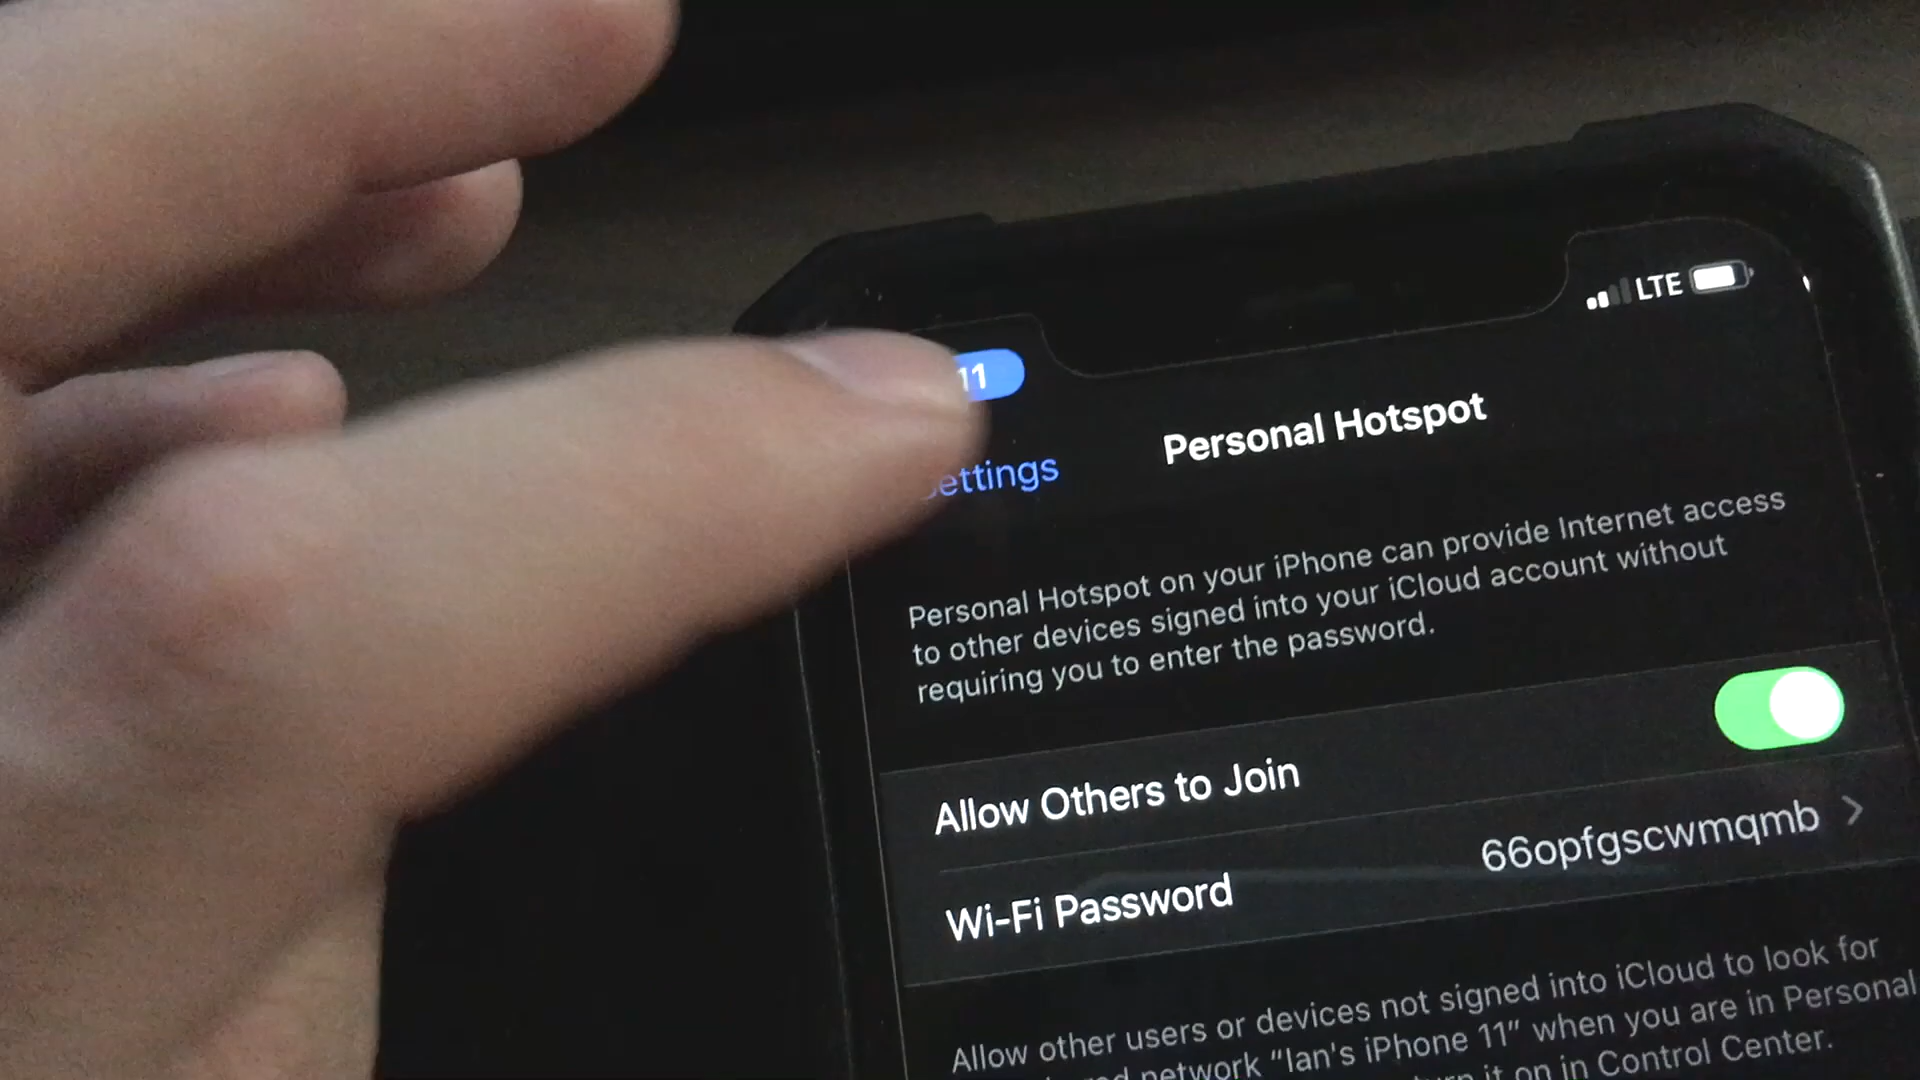 LTE
11
ettings
Personal Hotspot
Personal Hotspot on your iPhone can provide Internet access
to other devices signed into your iCloud account without
requiring you to enter the password.
Allow Others to Join
Wi-Fi Password 66opfgscwmqmb
Allow other users or devices not signed into iCloud to look for
network “Ian's iPhone 11” when you are in Personal
it on in Control Center.